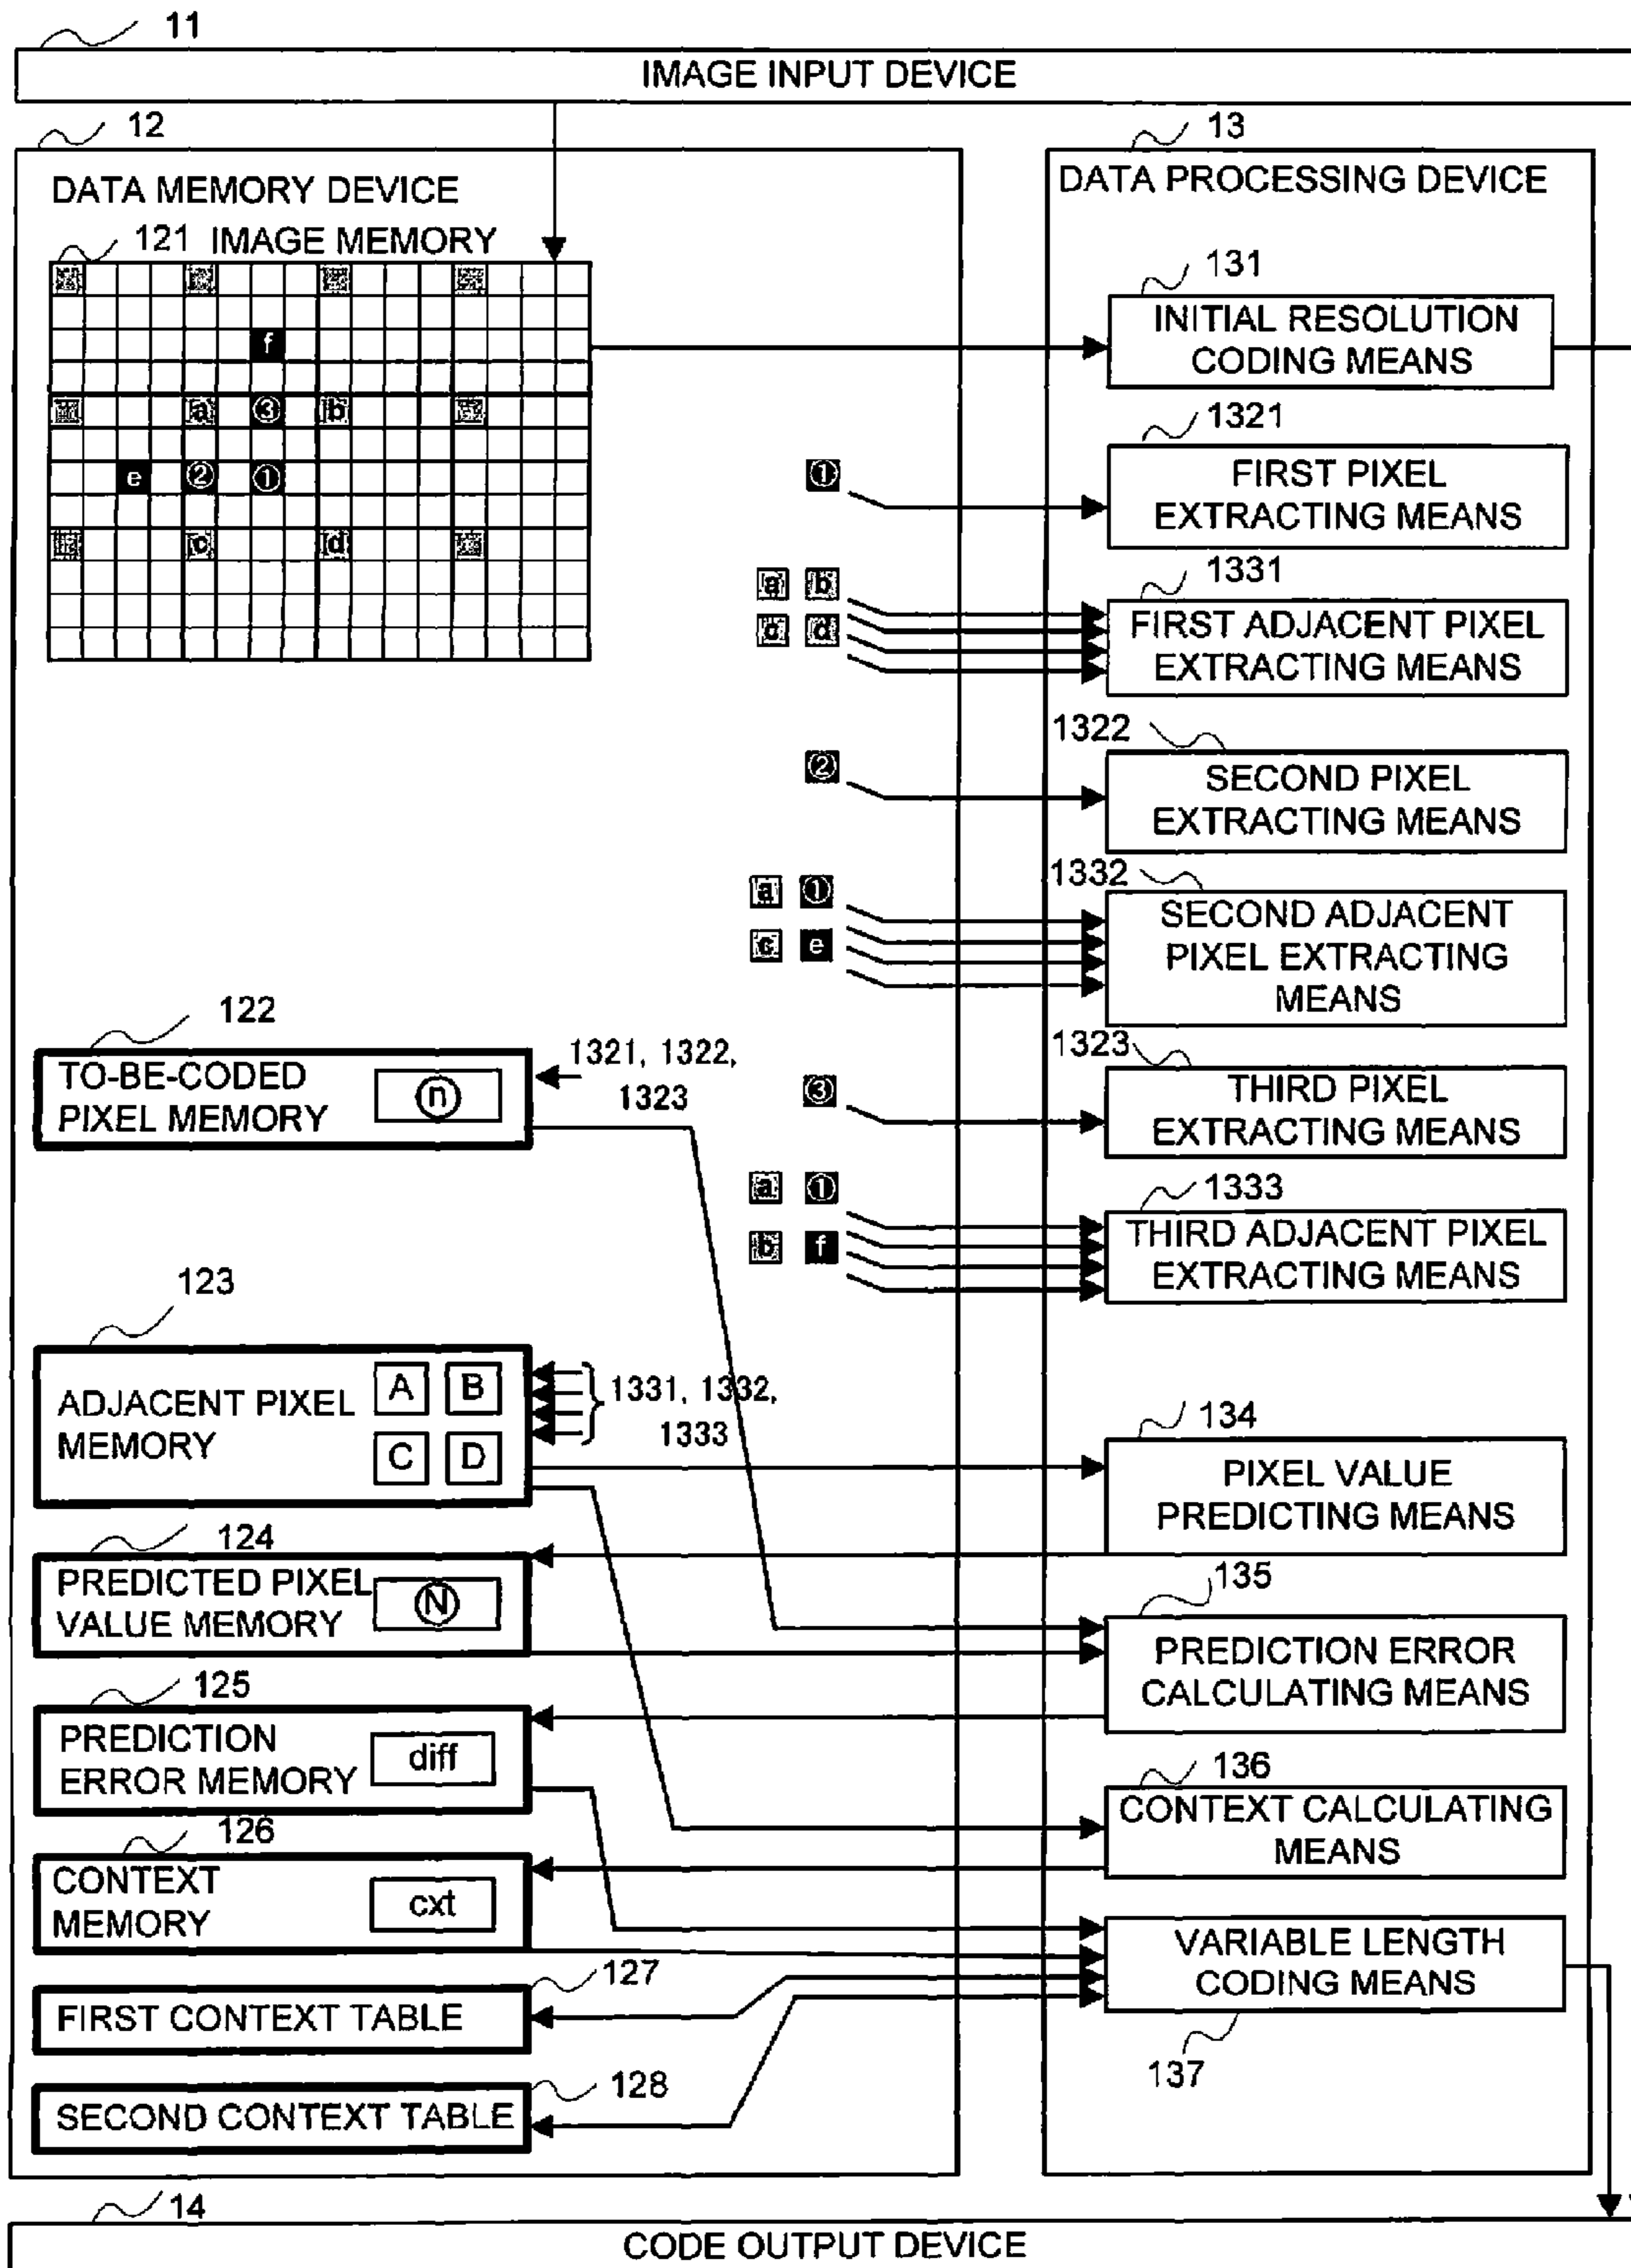 11
IMAGE INPUT DEVICE
12
13
DATA MEMORY DEVICE
DATA PROCESSING DEVICE
121 IMAGE MEMORY
f
a ③ b
e ② ①
c d
131
INITIAL RESOLUTION
CODING MEANS
1321
①
FIRST PIXEL
EXTRACTING MEANS
1331
a b
c d
FIRST ADJACENT PIXEL
EXTRACTING MEANS
1322
②
SECOND PIXEL
EXTRACTING MEANS
1332
a ①
c e
SECOND ADJACENT
PIXEL EXTRACTING
MEANS
122
TO-BE-CODED
PIXEL MEMORY
ⓝ
1321, 1322,
1323
1323
③
THIRD PIXEL
EXTRACTING MEANS
1333
a ①
b f
THIRD ADJACENT PIXEL
EXTRACTING MEANS
123
ADJACENT PIXEL
MEMORY
A B
C D
1331, 1332,
1333
134
PIXEL VALUE
PREDICTING MEANS
124
PREDICTED PIXEL
VALUE MEMORY
Ⓝ
135
PREDICTION ERROR
CALCULATING MEANS
125
PREDICTION
ERROR MEMORY
diff
136
CONTEXT CALCULATING
MEANS
126
CONTEXT
MEMORY
cxt
VARIABLE LENGTH
CODING MEANS
137
127
FIRST CONTEXT TABLE
128
SECOND CONTEXT TABLE
14
CODE OUTPUT DEVICE